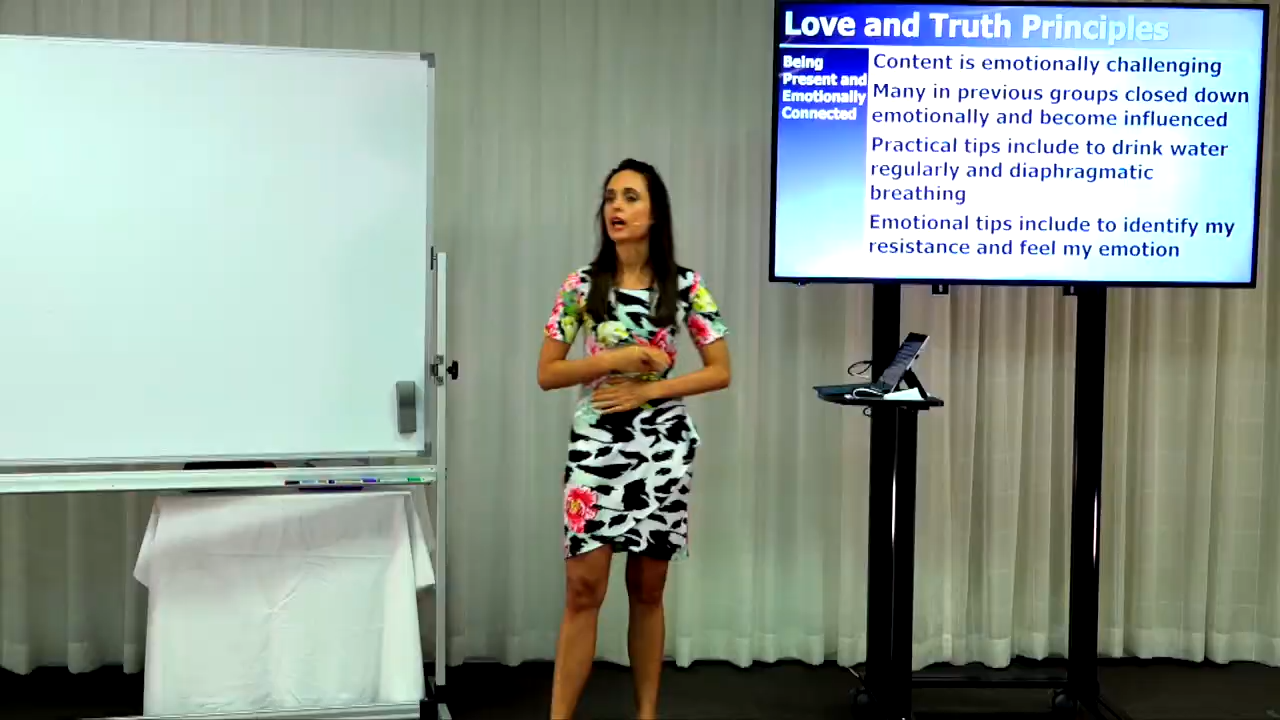 Love and Truth Principles
Being
Present and
Emotionally
Connected
Content is emotionally challenging
Many in previous groups closed down
emotionally and become influenced
Practical tips include to drink water
regularly and diaphragmatic
breathing
Emotional tips include to identify my
resistance and feel my emotion